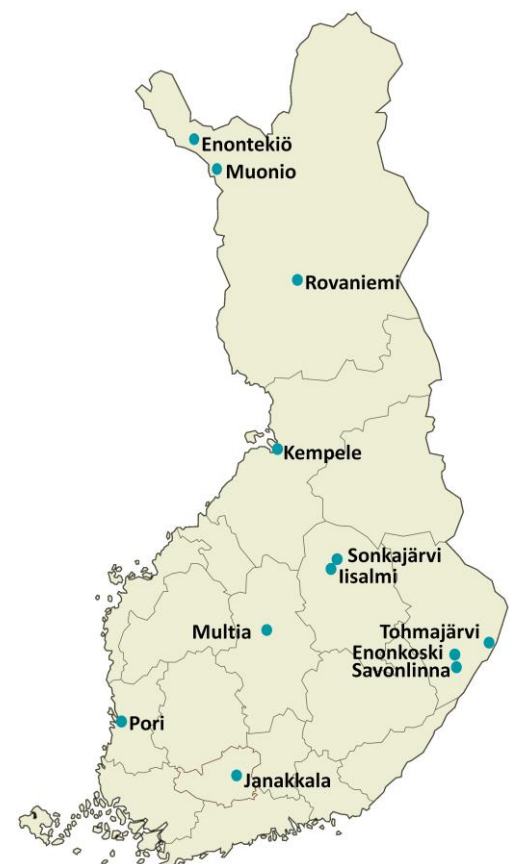 Enontekiö
Muonio
Rovaniemi
Kempele
Sonkajärvi
Iisalmi
Multia
Tohmajärvi
Enonkoski
Savonlinna
Pori
Janakkala